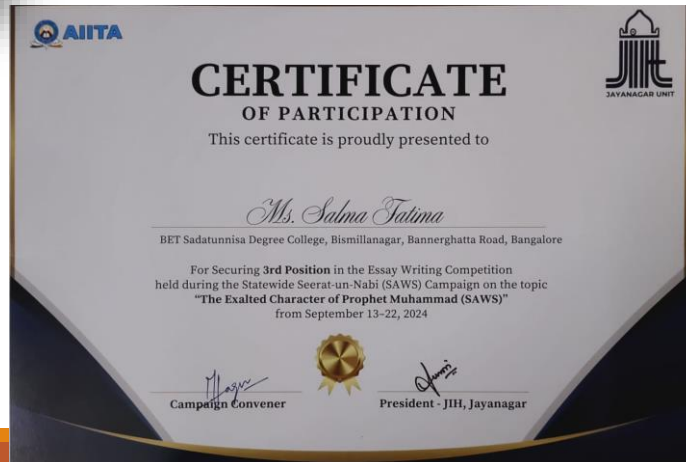 AIITA
JAYANAGAR UNIT
CERTIFICATE
OF PARTICIPATION
This certificate is proudly presented to
Ms. Salma Fatima
BET Sadatunnisa Degree College, Bismillanagar, Bannerghatta Road, Bangalore
For Securing 3rd Position in the Essay Writing Competition
held during the Statewide Seerat-un-Nabi (SAWS) Campaign on the topic
"The Exalted Character of Prophet Muhammad (SAWS)"
from September 13–22, 2024
Campaign Convener
President - JIH, Jayanagar